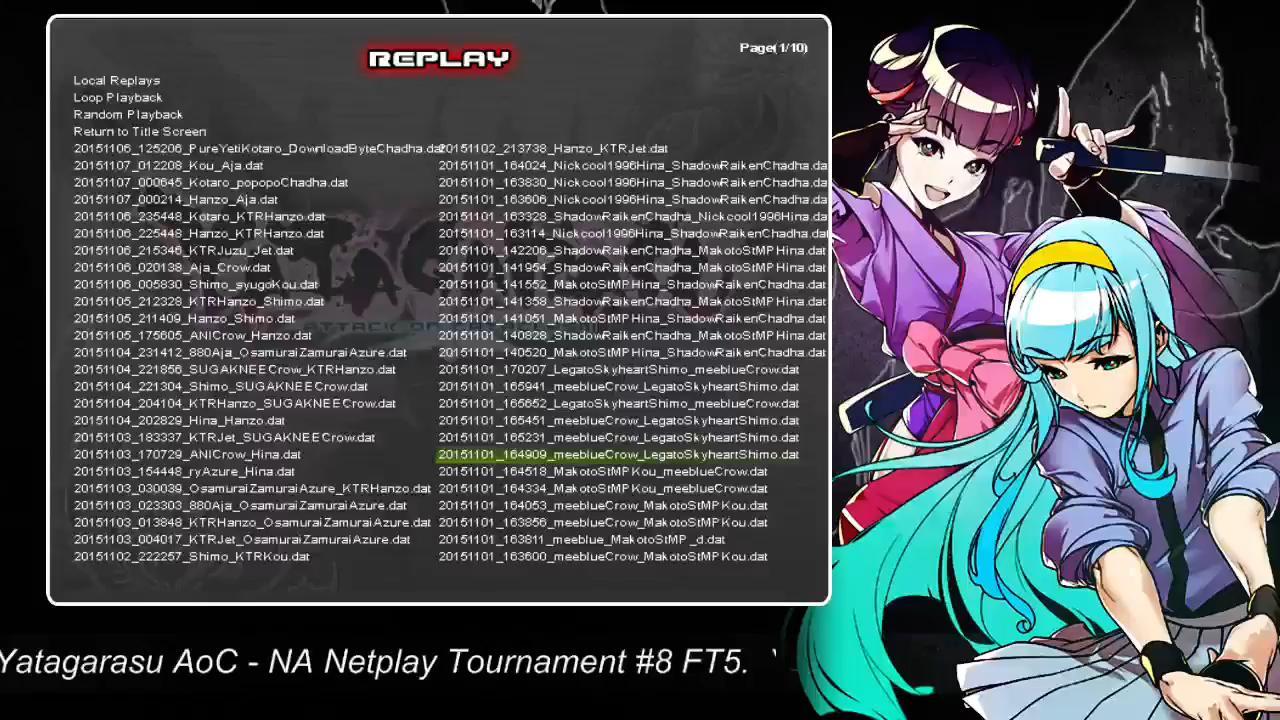 REPLAY
Page(1/10)
Local Replays
Loop Playback
Random Playback
Return to Title Screen
20151106_125206_PureYetiKotaro_DownloadByteChadha.dat
20151107_012208_Kou_Aja.dat
20151107_000645_Kotaro_popopoChadha.dat
20151107_000214_Hanzo_Aja.dat
20151106_235448_Kotaro_KTRHanzo.dat
20151106_225448_Hanzo_KTRHanzo.dat
20151106_215346_KTRJuzu_Jet.dat
20151106_020138_Aja_Crow.dat
20151106_005830_Shimo_syugoKou.dat
20151105_212328_KTRHanzo_Shimo.dat
20151105_211409_Hanzo_Shimo.dat
20151105_175605_ANICrow_Hanzo.dat
20151104_231412_880Aja_OsamuraiZamuraiAzure.dat
20151104_221856_SUGAKNEECrow_KTRHanzo.dat
20151104_221304_Shimo_SUGAKNEECrow.dat
20151104_204104_KTRHanzo_SUGAKNEECrow.dat
20151104_202829_Hina_Hanzo.dat
20151103_183337_KTRJet_SUGAKNEECrow.dat
20151103_170729_ANICrow_Hina.dat
20151103_154448_ryAzure_Hina.dat
20151103_030039_OsamuraiZamuraiAzure_KTRHanzo.dat
20151103_023303_880Aja_OsamuraiZamuraiAzure.dat
20151103_013848_KTRHanzo_OsamuraiZamuraiAzure.dat
20151103_004017_KTRJet_OsamuraiZamuraiAzure.dat
20151102_222257_Shimo_KTRKou.dat
20151102_213738_Hanzo_KTRJet.dat
20151101_164024_Nickcool1996Hina_ShadowRaikenChadha.da
20151101_163830_Nickcool1996Hina_ShadowRaikenChadha.da
20151101_163606_Nickcool1996Hina_ShadowRaikenChadha.da
20151101_163328_ShadowRaikenChadha_Nickcool1996Hina.da
20151101_163114_Nickcool1996Hina_ShadowRaikenChadha.da
20151101_142206_ShadowRaikenChadha_MakotoStMPHina.dat
20151101_141954_ShadowRaikenChadha_MakotoStMPHina.dat
20151101_141552_MakotoStMPHina_ShadowRaikenChadha.dat
20151101_141358_ShadowRaikenChadha_MakotoStMPHina.dat
20151101_141051_MakotoStMPHina_ShadowRaikenChadha.dat
20151101_140828_ShadowRaikenChadha_MakotoStMPHina.dat
20151101_140520_MakotoStMPHina_ShadowRaikenChadha.dat
20151101_170207_LegatoSkyheartShimo_meeblueCrow.dat
20151101_165941_meeblueCrow_LegatoSkyheartShimo.dat
20151101_165652_LegatoSkyheartShimo_meeblueCrow.dat
20151101_165451_meeblueCrow_LegatoSkyheartShimo.dat
20151101_165231_meeblueCrow_LegatoSkyheartShimo.dat
20151101_164909_meeblueCrow_LegatoSkyheartShimo.dat
20151101_164518_MakotoStMPKou_meeblueCrow.dat
20151101_164334_MakotoStMPKou_meeblueCrow.dat
20151101_164053_meeblueCrow_MakotoStMPKou.dat
20151101_163856_meeblueCrow_MakotoStMPKou.dat
20151101_163811_meeblue_MakotoStMP_d.dat
20151101_163600_meeblueCrow_MakotoStMPKou.dat
Yatagarasu AoC - NA Netplay Tournament #8 FT5.